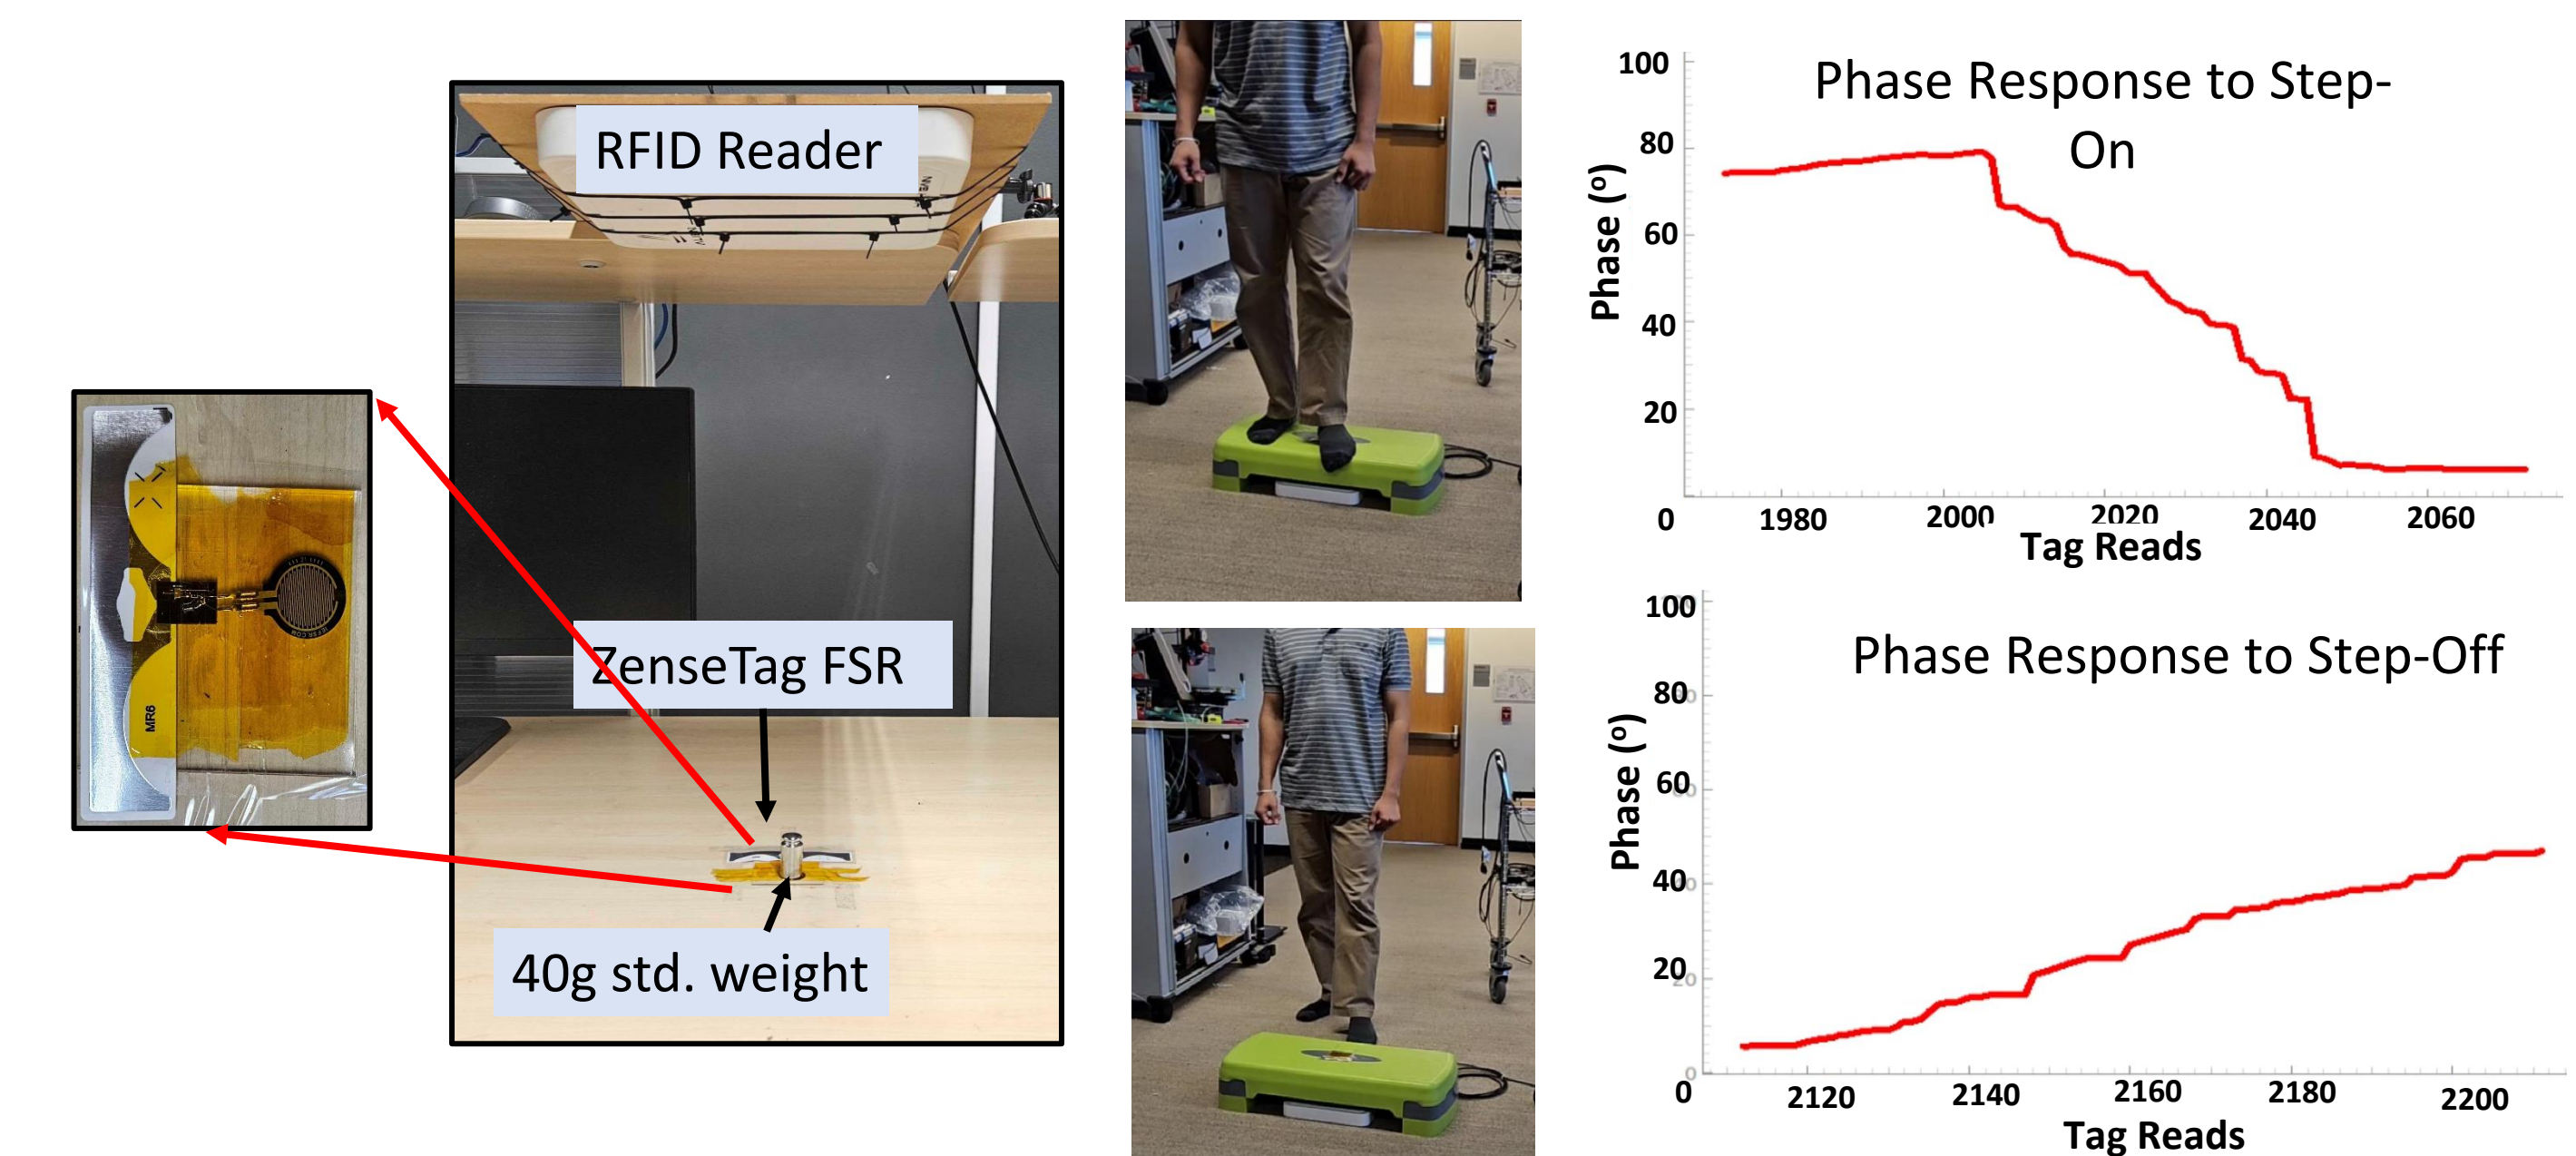 RFID Reader
ZenseTag FSR
40g std. weight
MR6
Phase Response to Step-
On
Phase (º)
100
80
60
40
20
0
1980
2000
2020
2040
2060
Tag Reads
Phase Response to Step-Off
Phase (º)
100
80
60
40
20
0
0
2120
2140
2160
2180
2200
Tag Reads